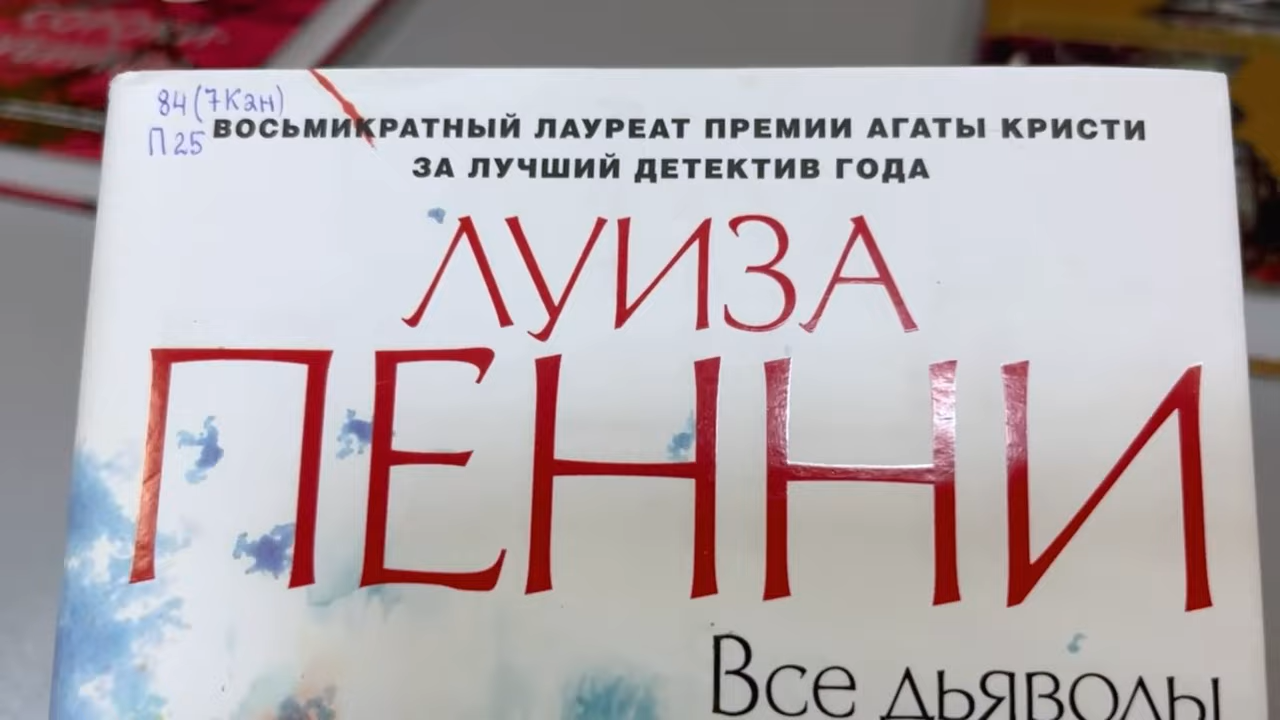 84(7Кан)
П25
ВОСЬМИКРАТНЫЙ ЛАУРЕАТ ПРЕМИИ АГАТЫ КРИСТИ
ЗА ЛУЧШИЙ ДЕТЕКТИВ ГОДА
ЛУИЗА
ПЕННИ
Все дьяволы